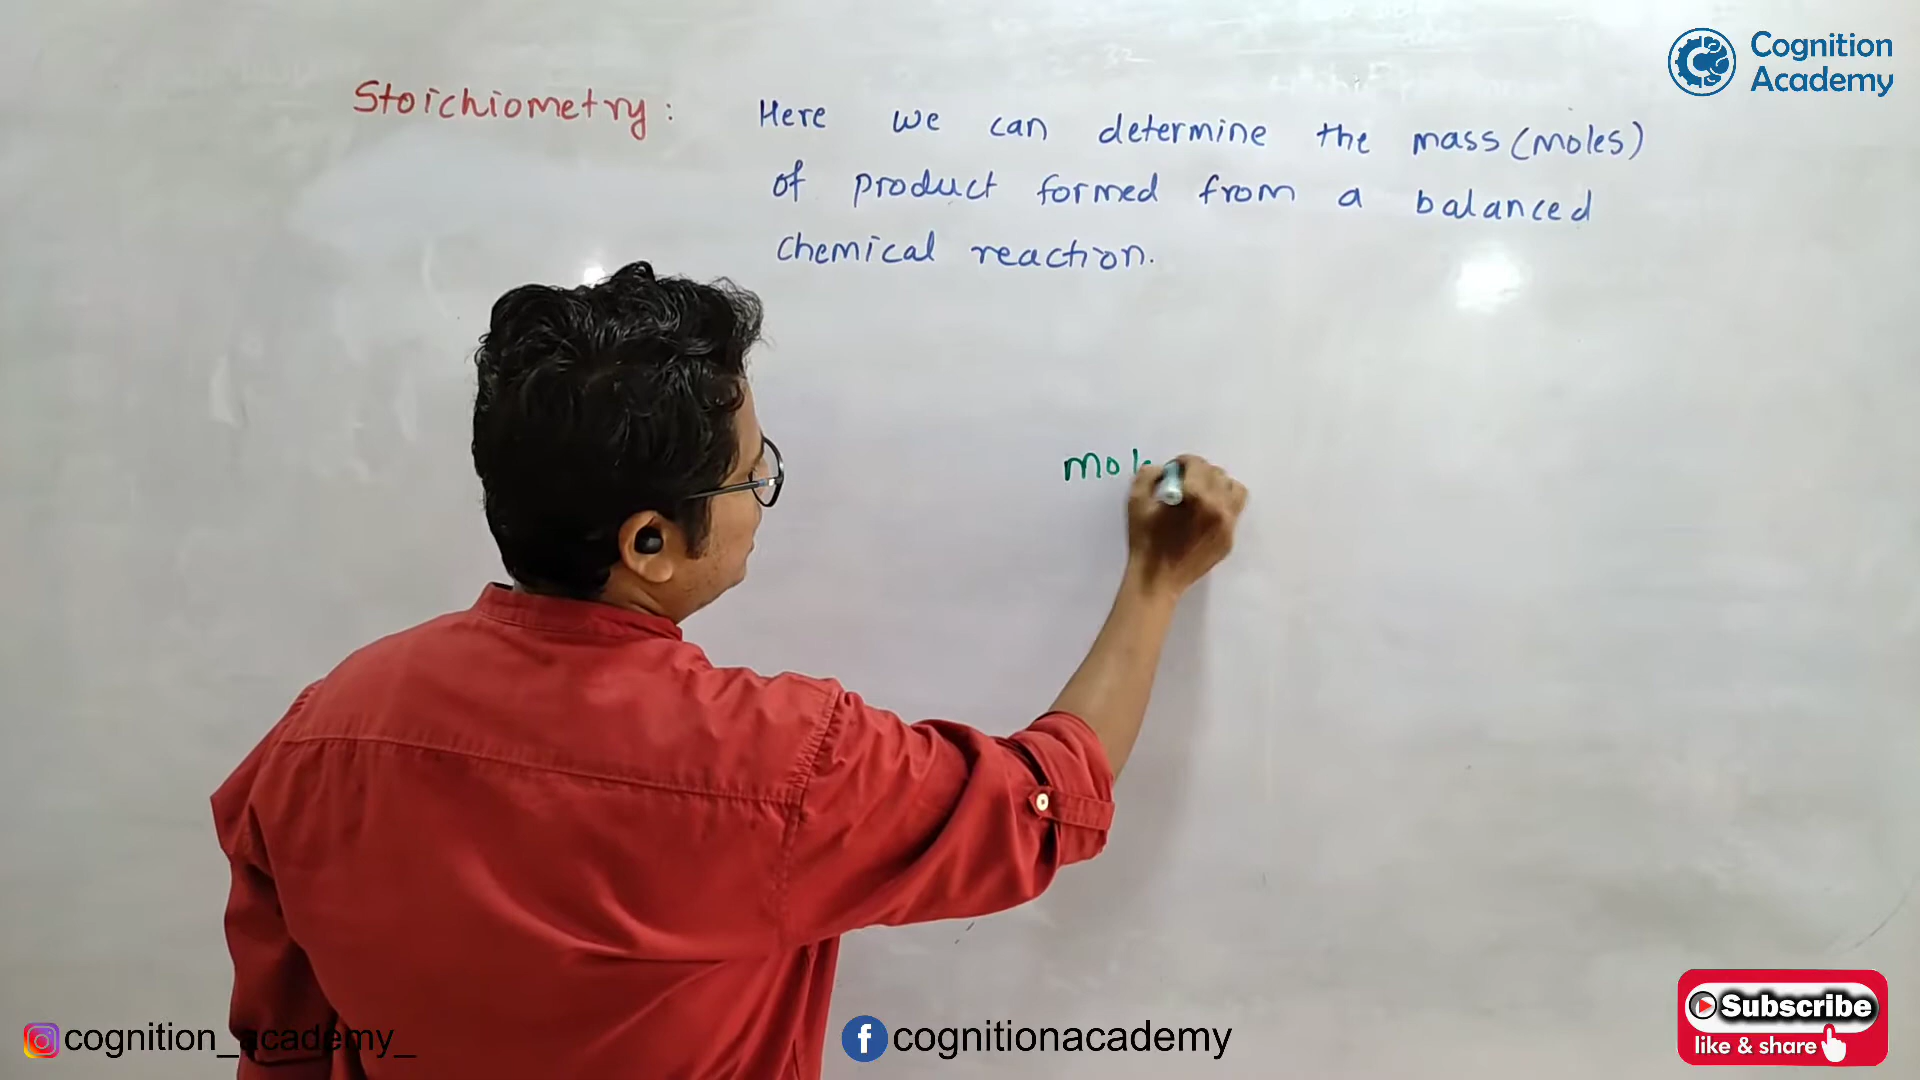 Cognition
Academy
Stoichiometry: Here we can determine the mass (moles)
of product formed from a balanced
chemical reaction.
cognition_academy_
cognitionacademy
Subscribe
like & share